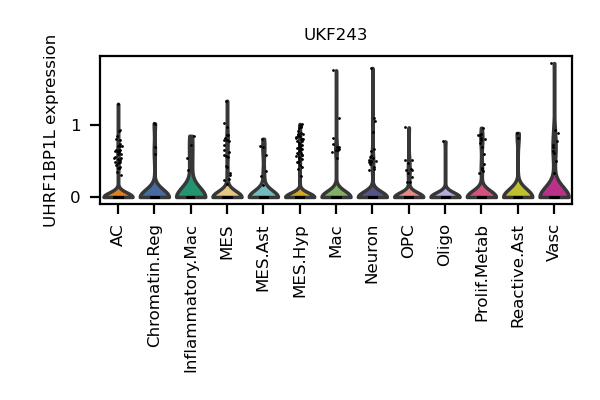 UKF243
UHRF1BP1L expression
1
0
AC
Chromatin.Reg
Inflammatory.Mac
MES
MES.Ast
MES.Hyp
Mac
Neuron
OPC
Oligo
Prolif.Metab
Reactive.Ast
Vasc